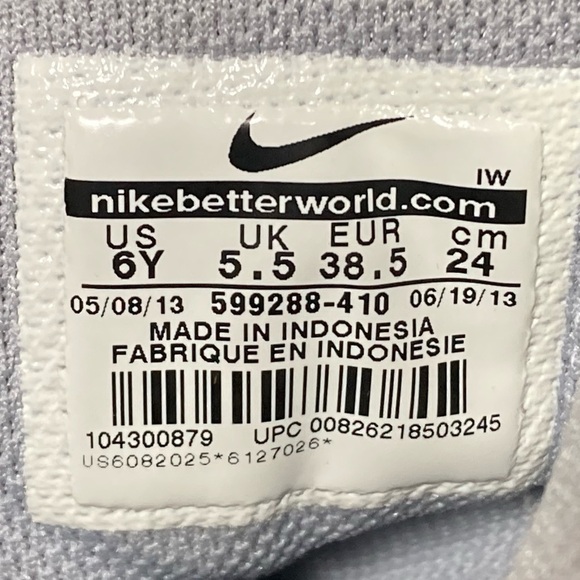 IW
nikebetterworld.com
US UK EUR cm
6Y 5.5 38.5 24
05/08/13 599288-410 06/19/13
MADE IN INDONESIA
FABRIQUE EN INDONESIE
104300879 UPC 00826218503245
US6082025*6127026*